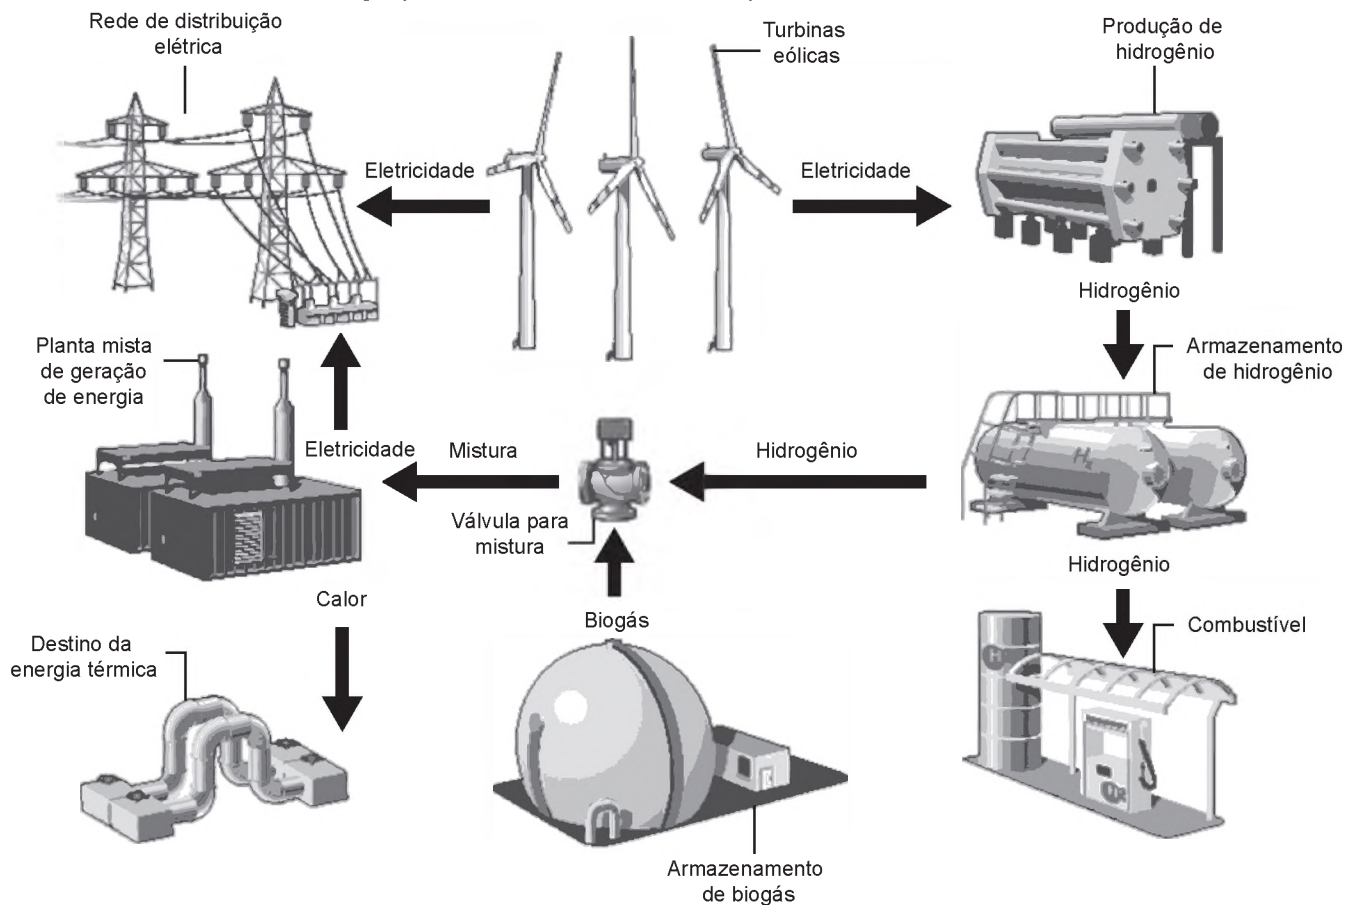 Rede de distribuição
elétrica
Turbinas
eólicas
Produção de
hidrogênio
Eletricidade
Eletricidade
Hidrogênio
Planta mista
de geração
de energia
Armazenamento
de hidrogênio
Eletricidade
Mistura
Hidrogênio
H₂
Válvula para
mistura
Hidrogênio
Calor
Biogás
Combustível
Destino da
energia térmica
Armazenamento
de biogás